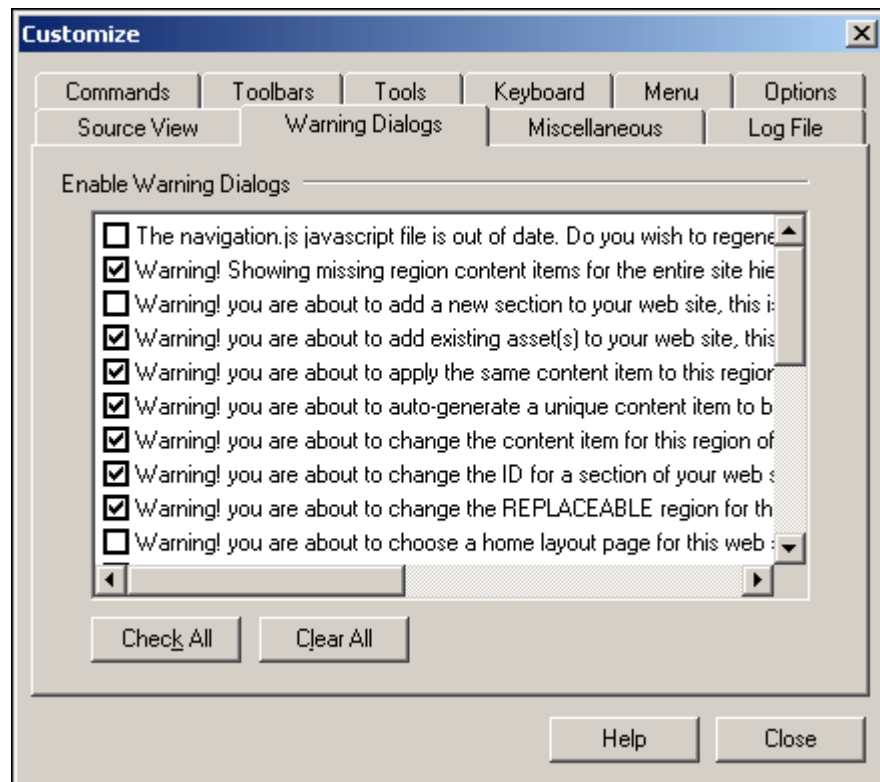 Customize
Commands Toolbars Tools Keyboard Menu Options
Source View Warning Dialogs Miscellaneous Log File
Enable Warning Dialogs
The navigation.js javascript file is out of date. Do you wish to regene
Warning! Showing missing region content items for the entire site hie
Warning! you are about to add a new section to your web site, this i
Warning! you are about to add existing asset(s) to your web site, this
Warning! you are about to apply the same content item to this region
Warning! you are about to auto-generate a unique content item to b
Warning! you are about to change the content item for this region of
Warning! you are about to change the ID for a section of your web s
Warning! you are about to change the REPLACEABLE region for th
Warning! you are about to choose a home layout page for this web
Check All Clear All
Help Close